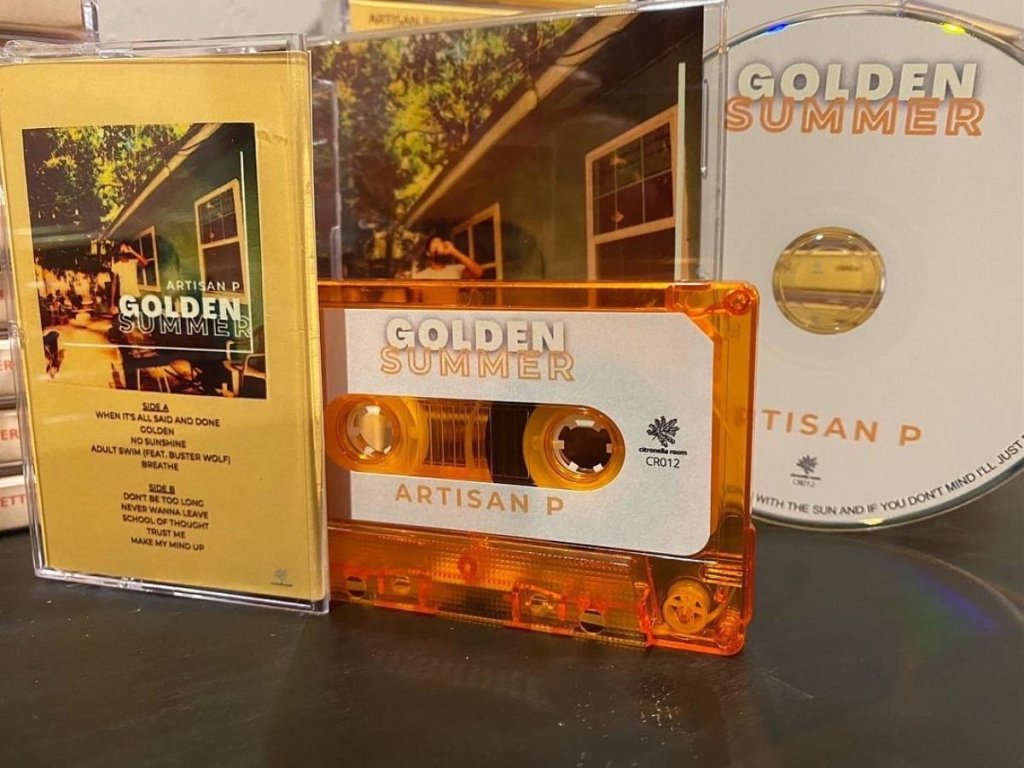 ARTISAN P
GOLDEN
SUMMER
SIDE A
WHEN IT'S ALL SAID AND DONE
GOLDEN
NO SUNSHINE
ADULT SWIM (FEAT. BUSTER WOLF)
BREATHE
SIDE B
DON'T BE TOO LONG
NEVER WANNA LEAVE
SCHOOL OF THOUGHT
TRUST ME
MAKE MY MIND UP
GOLDEN
SUMMER
citronella room
CR012
ARTISAN P
GOLDEN
SUMMER
ARTISAN P
CR012
WITH THE SUN AND IF YOU DON'T MIND I'LL JUST